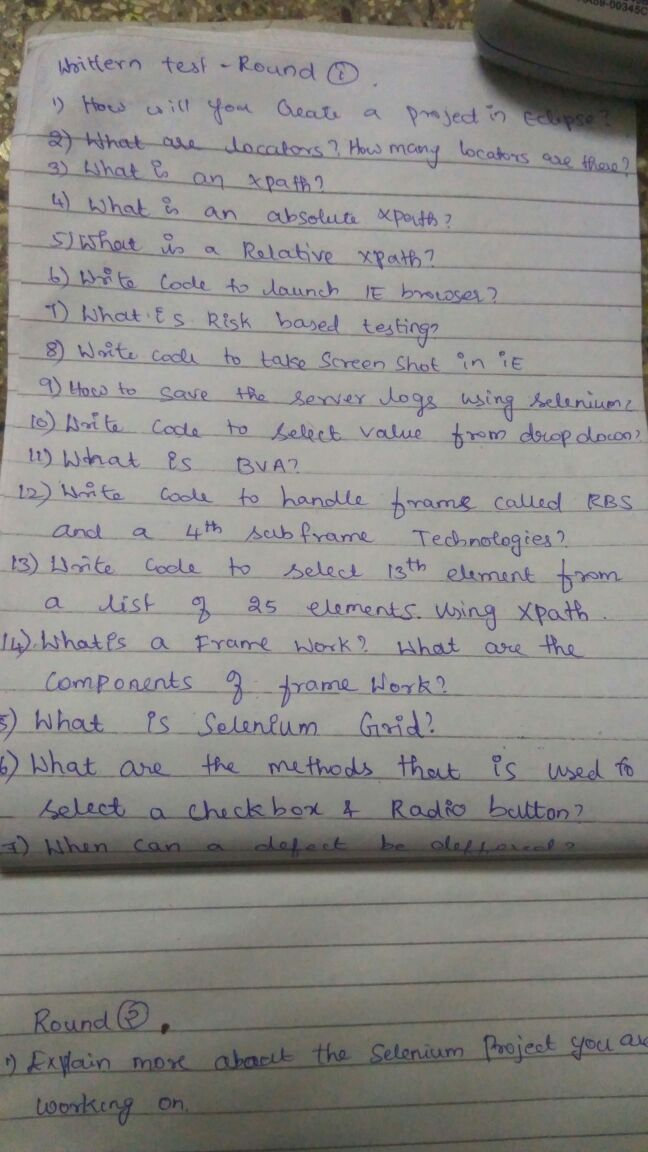 Writtern test - Round ①.
1) How will you Create a project in Eclipse?
2) What are locators? How many locators are there?
3) What is an xpath?
4) What is an absolute xpath?
5) What is a Relative xpath?
6) Write Code to launch IE browser?
7) What is Risk based testing?
8) Write code to take Screen Shot in iE
9) How to save the server logs using selenium?
10) Write Code to select value from drop down?
11) What is BVA?
12) Write Code to handle frame called RBS
and a 4th subframe Technologies?
13) Write Code to select 13th element from
a list of 25 elements. Using Xpath.
14). What is a Frame Work? What are the
Components of frame Work?
5) What is Selenium Grid?
6) What are the methods that is used to
select a checkbox & Radio button?
7) When can a defect be deffered?
Round ②.
1) Explain more about the Selenium Project you are
working on.